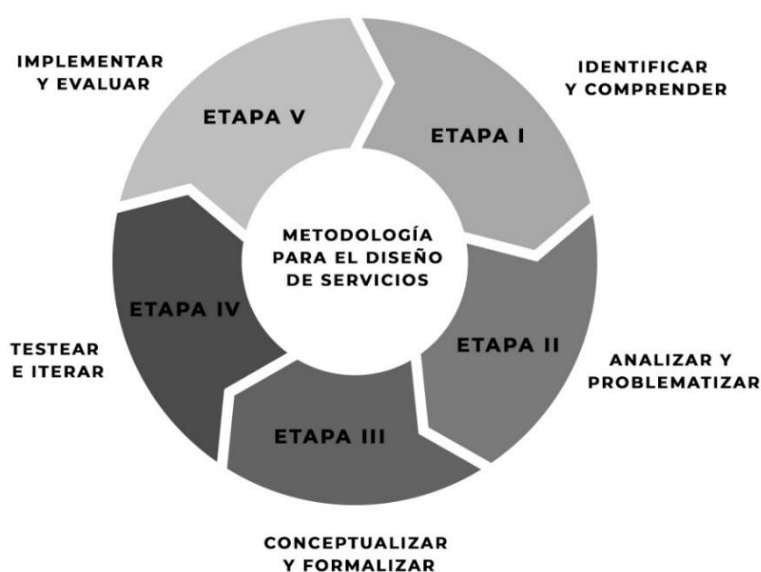 METODOLOGÍA
PARA EL DISEÑO
DE SERVICIOS
ETAPA I
IDENTIFICAR
Y COMPRENDER
ETAPA II
ANALIZAR Y
PROBLEMATIZAR
ETAPA III
CONCEPTUALIZAR
Y FORMALIZAR
ETAPA IV
TESTEAR
E ITERAR
ETAPA V
IMPLEMENTAR
Y EVALUAR